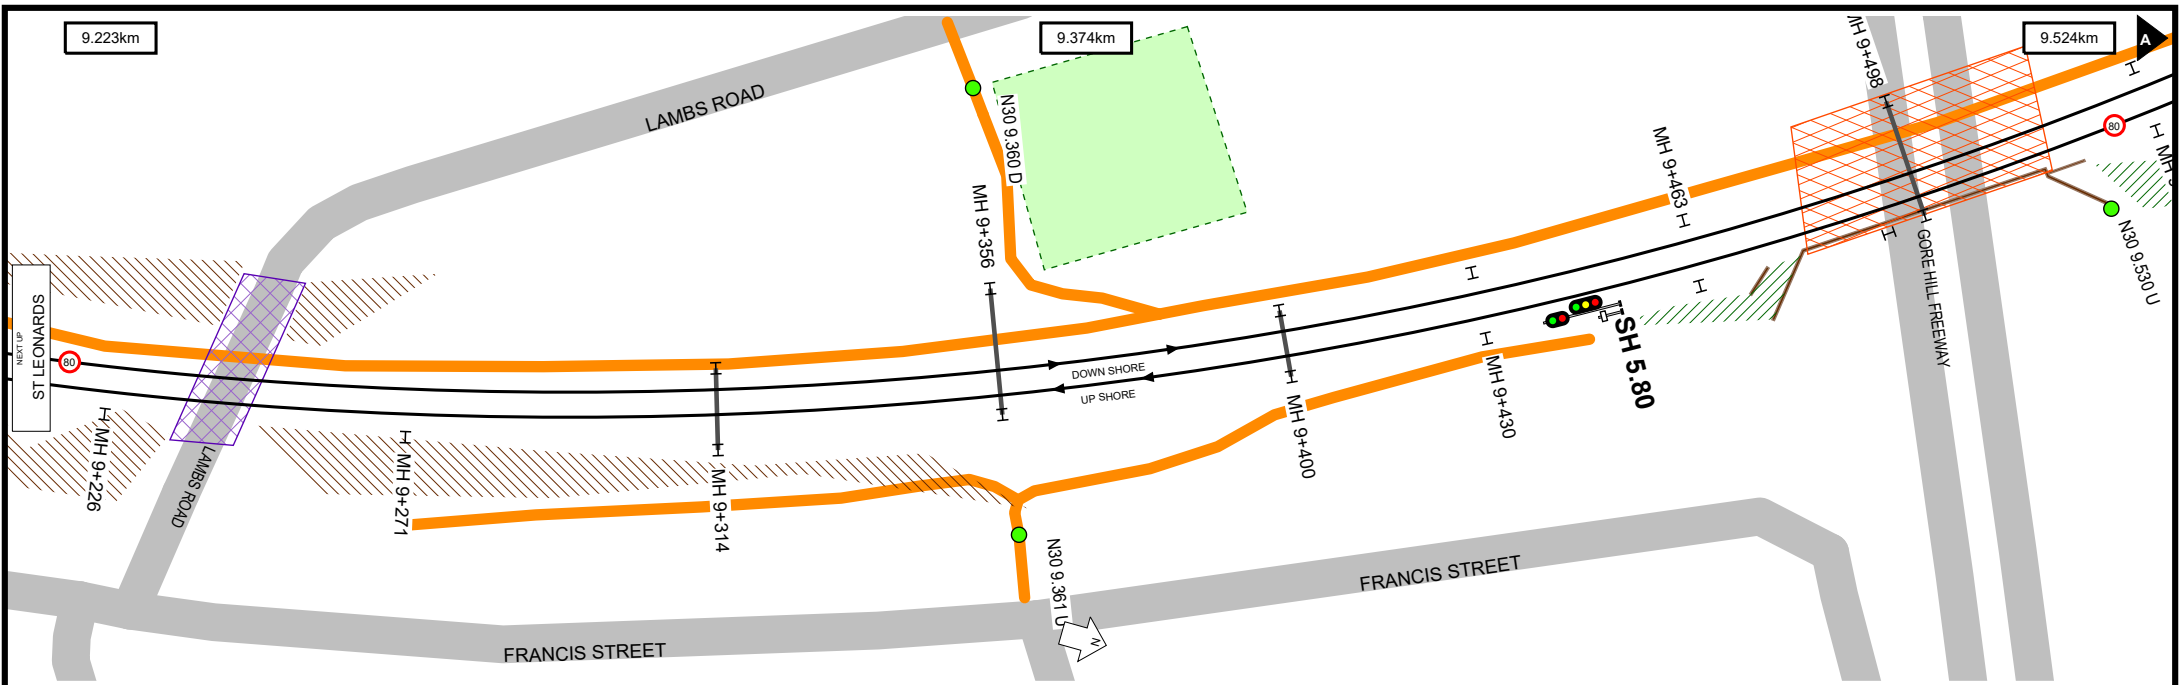 9.223km
9.374km
9.524km
A
MH 9+498
LAMBS ROAD
N30 9.360 D
80
MH 9+463
MH 9+356
N30 9.530 U
GORE HILL FREEWAY
NEXT UP
ST LEONARDS
80
DOWN SHORE
UP SHORE
SH 5.80
MH 9+226
LAMBS ROAD
MH 9+271
MH 9+314
MH 9+400
MH 9+430
N30 9.361 U
FRANCIS STREET
FRANCIS STREET
N